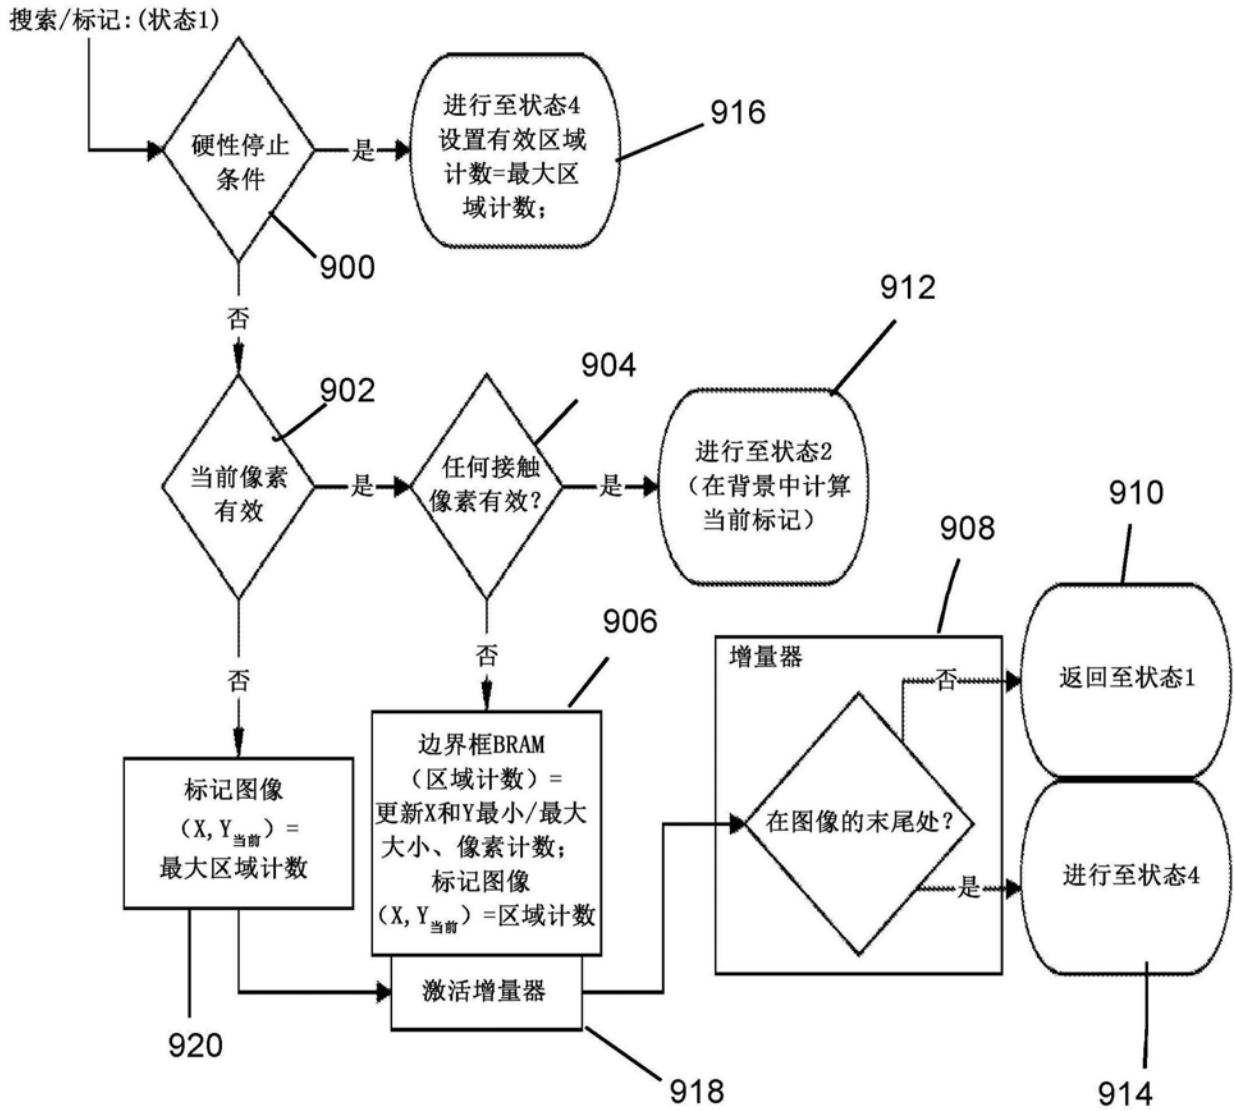 搜索/标记:(状态1)
硬性停止
条件
是
进行至状态4
设置有效区域
计数=最大区
域计数；
916
900
否
912
902
904
当前像素
有效
是
任何接触
像素有效？
是
进行至状态2
（在背景中计算
当前标记）
910
908
906
否
否
增量器
否
返回至状态1
边界框BRAM
（区域计数）=
更新X和Y最小/最大
大小、像素计数；
标记图像
（X,Y当前）=区域计数
标记图像
（X,Y当前）=
最大区域计数
在图像的末尾处？
是
进行至状态4
激活增量器
920
918
914